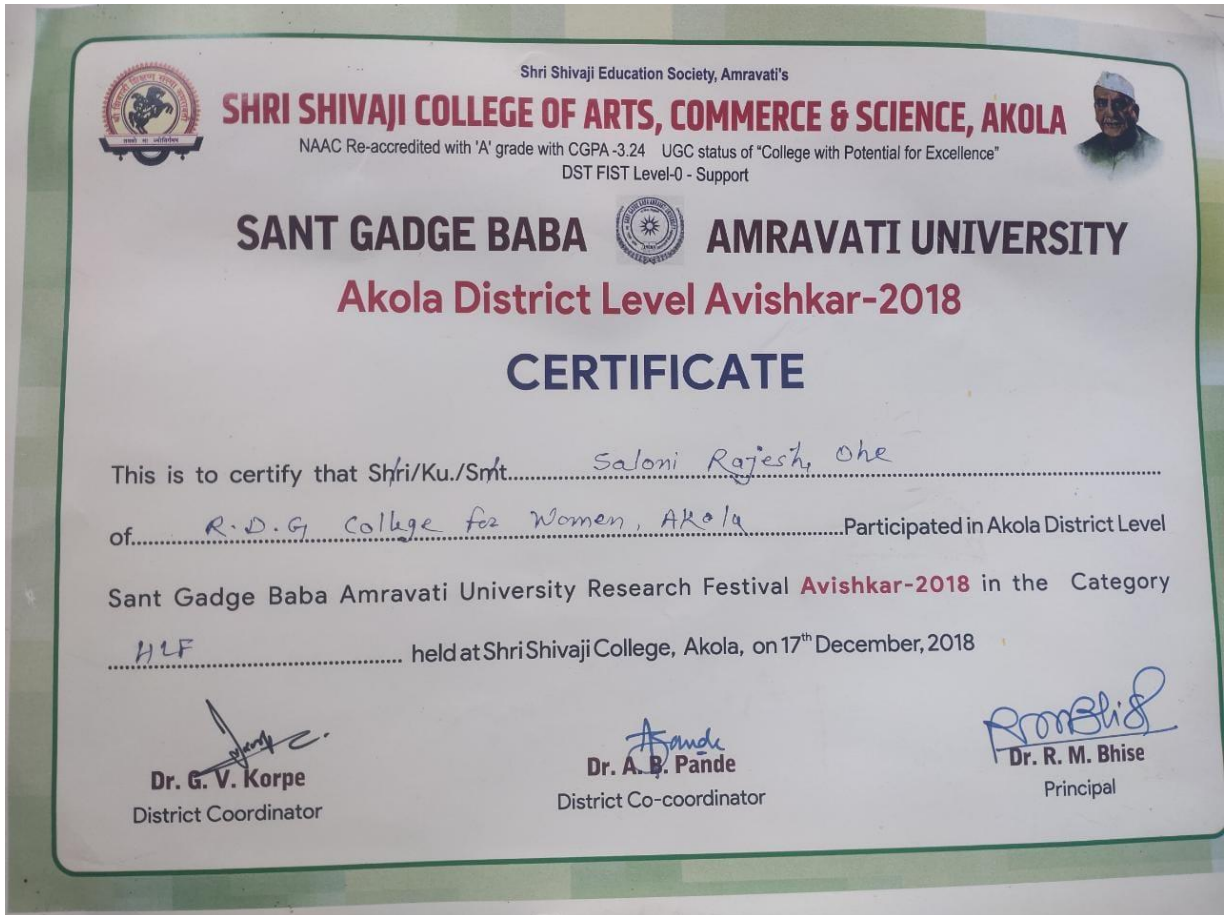 Shri Shivaji Education Society, Amravati's
SHRI SHIVAJI COLLEGE OF ARTS, COMMERCE & SCIENCE, AKOLA
NAAC Re-accredited with 'A' grade with CGPA -3.24 UGC status of "College with Potential for Excellence"
DST FIST Level-0 - Support
SANT GADGE BABA AMRAVATI UNIVERSITY
Akola District Level Avishkar-2018
CERTIFICATE
This is to certify that Shri/Ku./Smt. Saloni Rajesh Ohe
of R.D.G College for Women, Akola Participated in Akola District Level
Sant Gadge Baba Amravati University Research Festival Avishkar-2018 in the Category
HLF held at Shri Shivaji College, Akola, on 17th December, 2018
Dr. G. V. Korpe
District Coordinator
Dr. A. B. Pande
District Co-coordinator
Dr. R. M. Bhise
Principal